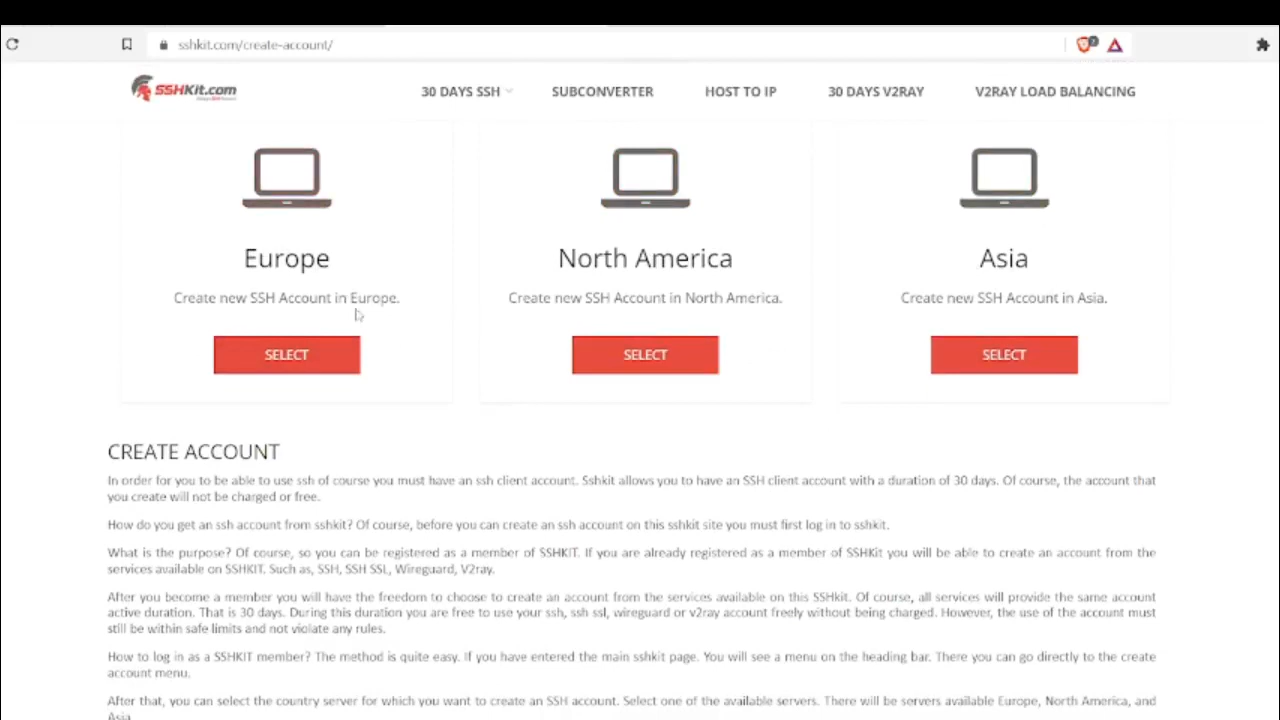 sshkit.com/create-account/
SSHKit.com
30 DAYS SSH
SUBCONVERTER
HOST TO IP
30 DAYS V2RAY
V2RAY LOAD BALANCING
Europe
North America
Asia
Create new SSH Account in Europe.
Create new SSH Account in North America.
Create new SSH Account in Asia.
SELECT
SELECT
SELECT
CREATE ACCOUNT
In order for you to be able to use ssh of course you must have an ssh client account. Sshkit allows you to have an SSH client account with a duration of 30 days. Of course, the account that
you create will not be charged or free.
How do you get an ssh account from sshkit? Of course, before you can create an ssh account on this sshkit site you must first log in to sshkit.
What is the purpose? Of course, so you can be registered as a member of SSHKIT. If you are already registered as a member of SSHKit you will be able to create an account from the
services available on SSHKIT. Such as, SSH, SSH SSL, Wireguard, V2ray.
After you become a member you will have the freedom to choose to create an account from the services available on this SSHKit. Of course, all services will provide the same account
active duration. That is 30 days. During this duration you are free to use your ssh, ssh ssl, wireguard or v2ray account freely without being charged. However, the use of the account must
still be within safe limits and not violate any rules.
How to log in as a SSHKIT member? The method is quite easy. If you have entered the main sshkit page. You will see a menu on the heading bar. There you can go directly to the create
account menu.
After that, you can select the country server for which you want to create an SSH account. Select one of the available servers. There will be servers available Europe, North America, and
Asia